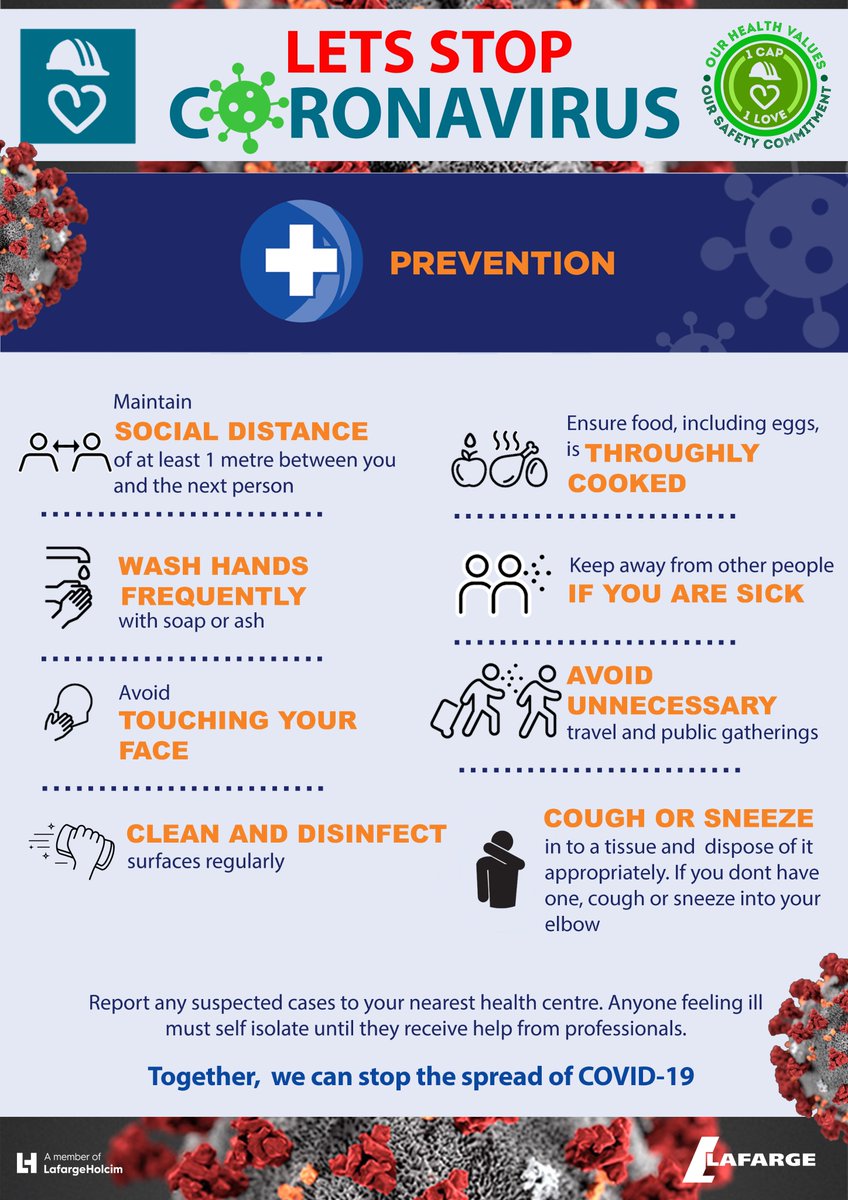 LETS STOP
CORONAVIRUS
OUR HEALTH VALUES
OUR SAFETY COMMITMENT
1 CAP
1 LOVE
PREVENTION
Maintain
SOCIAL DISTANCE
of at least 1 metre between you
and the next person
WASH HANDS
FREQUENTLY
with soap or ash
Avoid
TOUCHING YOUR
FACE
CLEAN AND DISINFECT
surfaces regularly
Ensure food, including eggs,
is THROUGHLY
COOKED
Keep away from other people
IF YOU ARE SICK
AVOID
UNNECESSARY
travel and public gatherings
COUGH OR SNEEZE
in to a tissue and dispose of it
appropriately. If you dont have
one, cough or sneeze into your
elbow
Report any suspected cases to your nearest health centre. Anyone feeling ill
must self isolate until they receive help from professionals.
Together, we can stop the spread of COVID-19
A member of
LafargeHolcim
LAFARGE